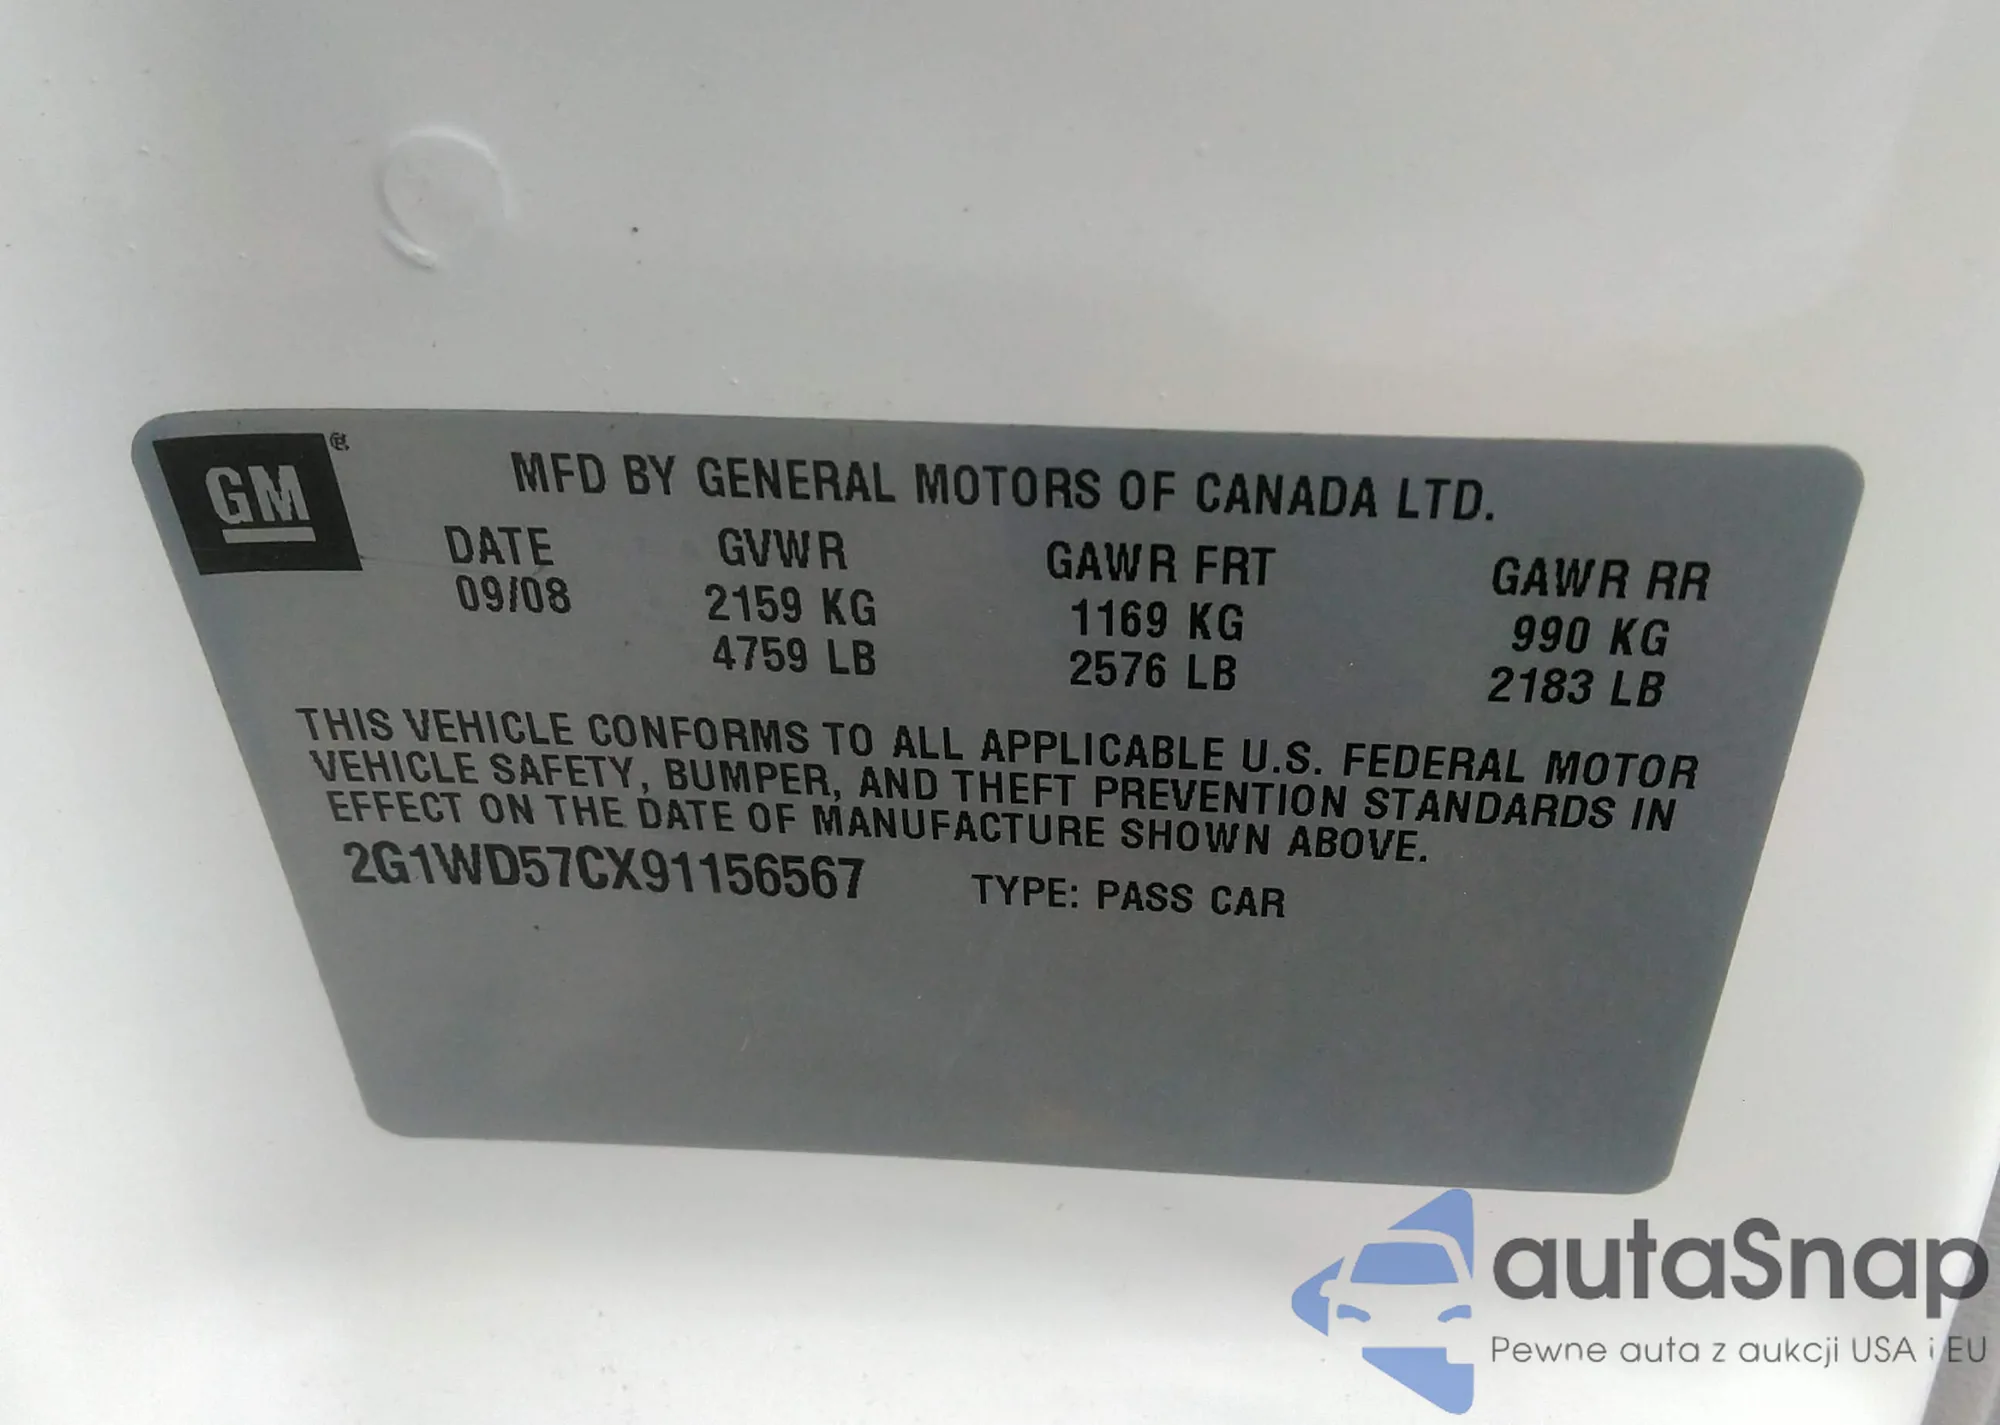 GM®
MFD BY GENERAL MOTORS OF CANADA LTD.
DATE GVWR GAWR FRT GAWR RR
09/08 2159 KG 1169 KG 990 KG
4759 LB 2576 LB 2183 LB
THIS VEHICLE CONFORMS TO ALL APPLICABLE U.S. FEDERAL MOTOR
VEHICLE SAFETY, BUMPER, AND THEFT PREVENTION STANDARDS IN
EFFECT ON THE DATE OF MANUFACTURE SHOWN ABOVE.
2G1WD57CX91156567 TYPE: PASS CAR
autaSnap
Pewne auta z aukcji USA i EU